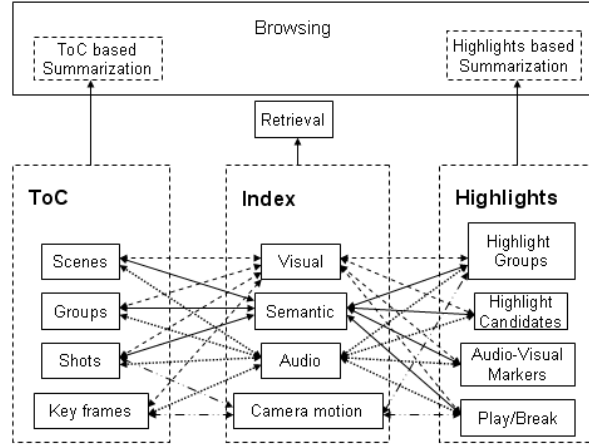 Browsing
ToC based
Summarization
Highlights based
Summarization
Retrieval
ToC
Index
Highlights
Scenes
Visual
Highlight
Groups
Groups
Semantic
Highlight
Candidates
Shots
Audio
Audio-Visual
Markers
Key frames
Camera motion
Play/Break